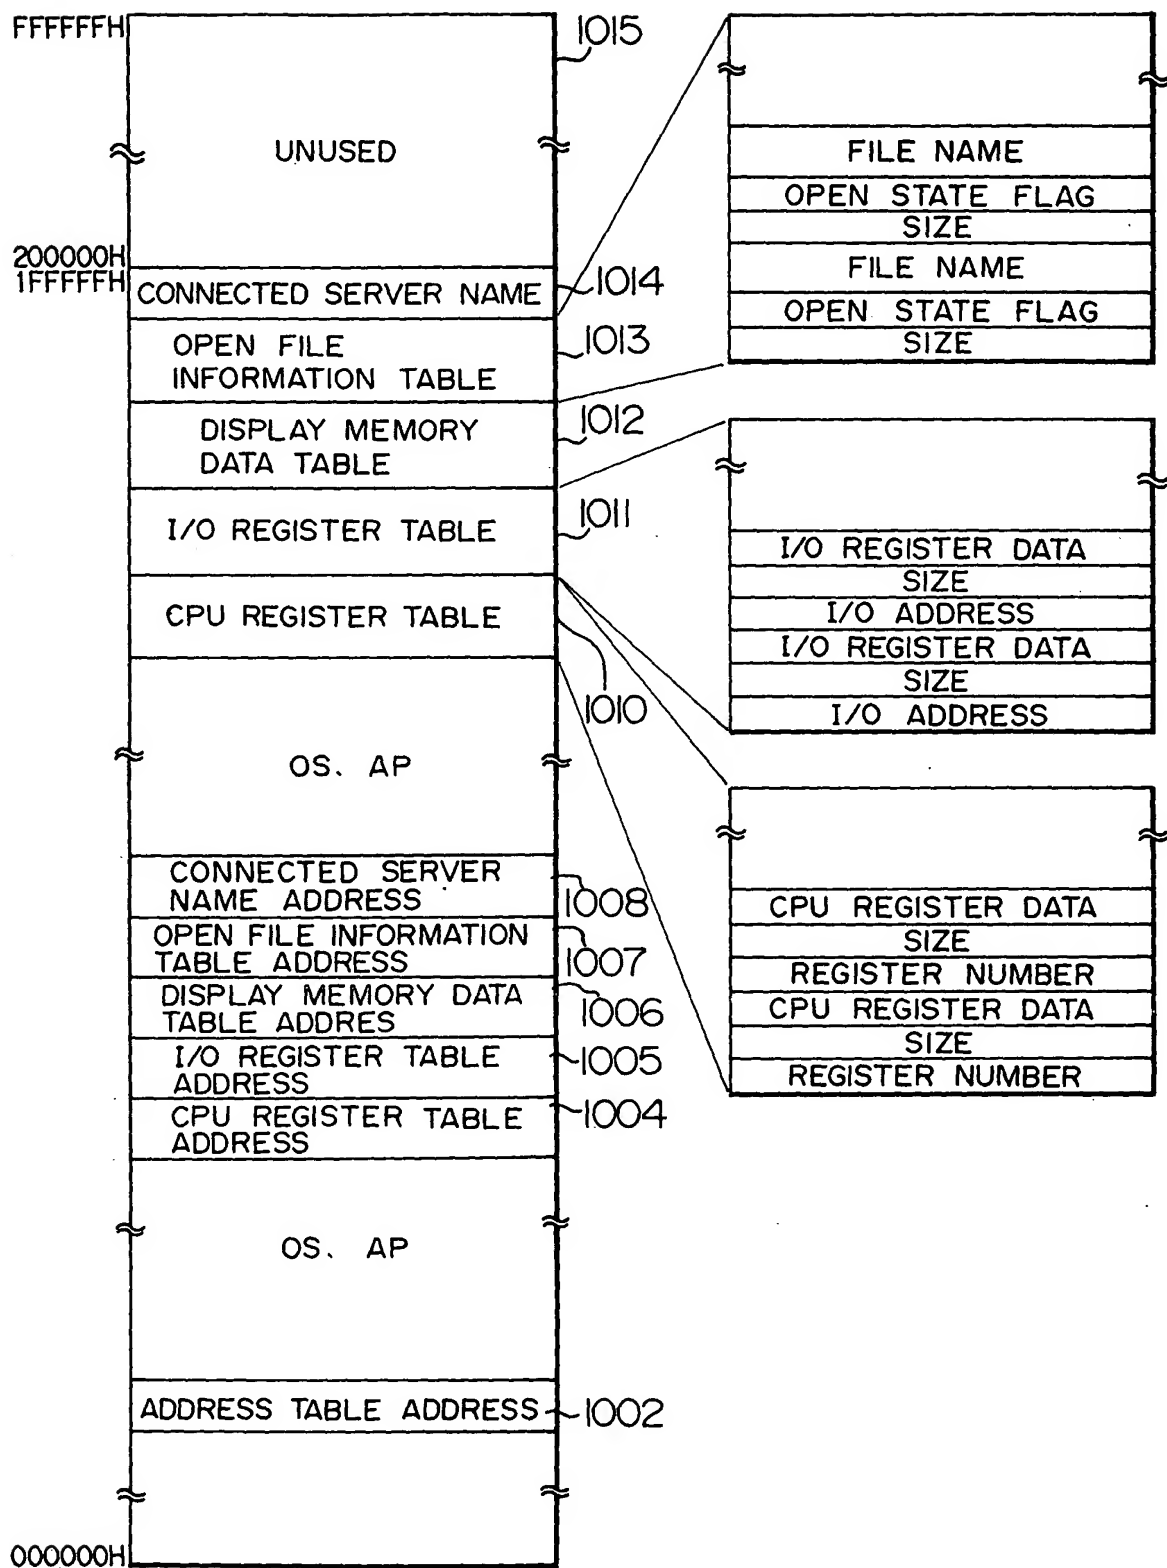 FFFFFFH
1015
UNUSED
200000H
1FFFFFH
CONNECTED SERVER NAME
1014
OPEN FILE
INFORMATION TABLE
1013
DISPLAY MEMORY
DATA TABLE
1012
I/O REGISTER TABLE
1011
CPU REGISTER TABLE
1010
OS. AP
CONNECTED SERVER
NAME ADDRESS
1008
OPEN FILE INFORMATION
TABLE ADDRESS
1007
DISPLAY MEMORY DATA
TABLE ADDRES
1006
I/O REGISTER TABLE
ADDRESS
1005
CPU REGISTER TABLE
ADDRESS
1004
OS. AP
ADDRESS TABLE ADDRESS
1002
000000H
FILE NAME
OPEN STATE FLAG
SIZE
FILE NAME
OPEN STATE FLAG
SIZE
I/O REGISTER DATA
SIZE
I/O ADDRESS
I/O REGISTER DATA
SIZE
I/O ADDRESS
CPU REGISTER DATA
SIZE
REGISTER NUMBER
CPU REGISTER DATA
SIZE
REGISTER NUMBER